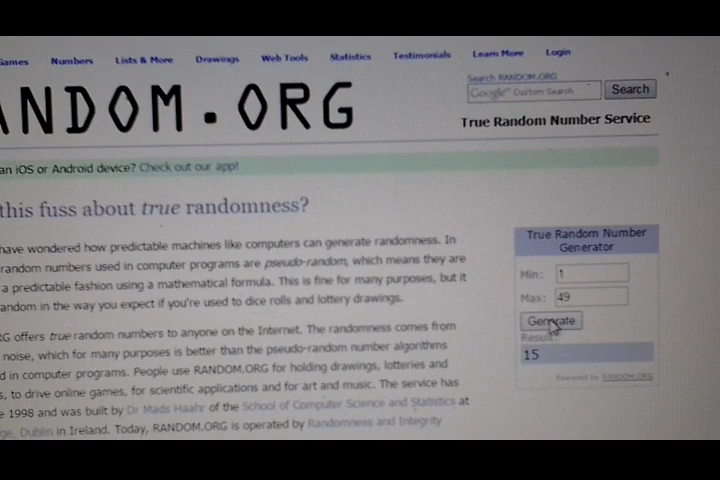 Games Numbers Lists & More Drawings Web Tools Statistics Testimonials Learn More Login
Search RANDOM.ORG
Google™ Custom Search Search
ANDOM.ORG
True Random Number Service
an iOS or Android device? Check out our app!
this fuss about true randomness?
have wondered how predictable machines like computers can generate randomness. In
random numbers used in computer programs are pseudo-random, which means they are
a predictable fashion using a mathematical formula. This is fine for many purposes, but it
andom in the way you expect if you're used to dice rolls and lottery drawings.
RG offers true random numbers to anyone on the Internet. The randomness comes from
noise, which for many purposes is better than the pseudo-random number algorithms
d in computer programs. People use RANDOM.ORG for holding drawings, lotteries and
s, to drive online games, for scientific applications and for art and music. The service has
e 1998 and was built by Dr Mads Haahr of the School of Computer Science and Statistics at
ge, Dublin in Ireland. Today, RANDOM.ORG is operated by Randomness and Integrity
True Random Number
Generator
Min: 1
Max: 49
Generate
Result:
15
Powered by RANDOM.ORG